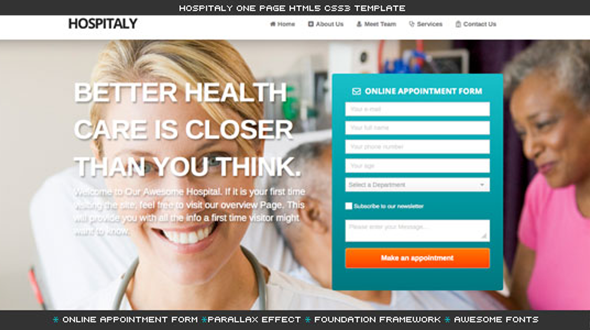 HOSPITALY ONE PAGE HTML5 CSS3 TEMPLATE
HOSPITALY
Home
About Us
Meet Team
Services
Contact Us
BETTER HEALTH
CARE IS CLOSER
THAN YOU THINK.
Welcome to Our Awesome Hospital. If it is your first time
visiting the site, feel free to visit our overview Page. This
will provide you with all the info a first time visitor might
want to know.
ONLINE APPOINTMENT FORM
Your e-mail
Your full name
Your phone number
Your age
Select a Department
Subscribe to our newsletter
Please enter your Message...
Make an appointment
* ONLINE APPOINTMENT FORM *PARALLAX EFFECT * FOUNDATION FRAMEWORK * AWESOME FONTS